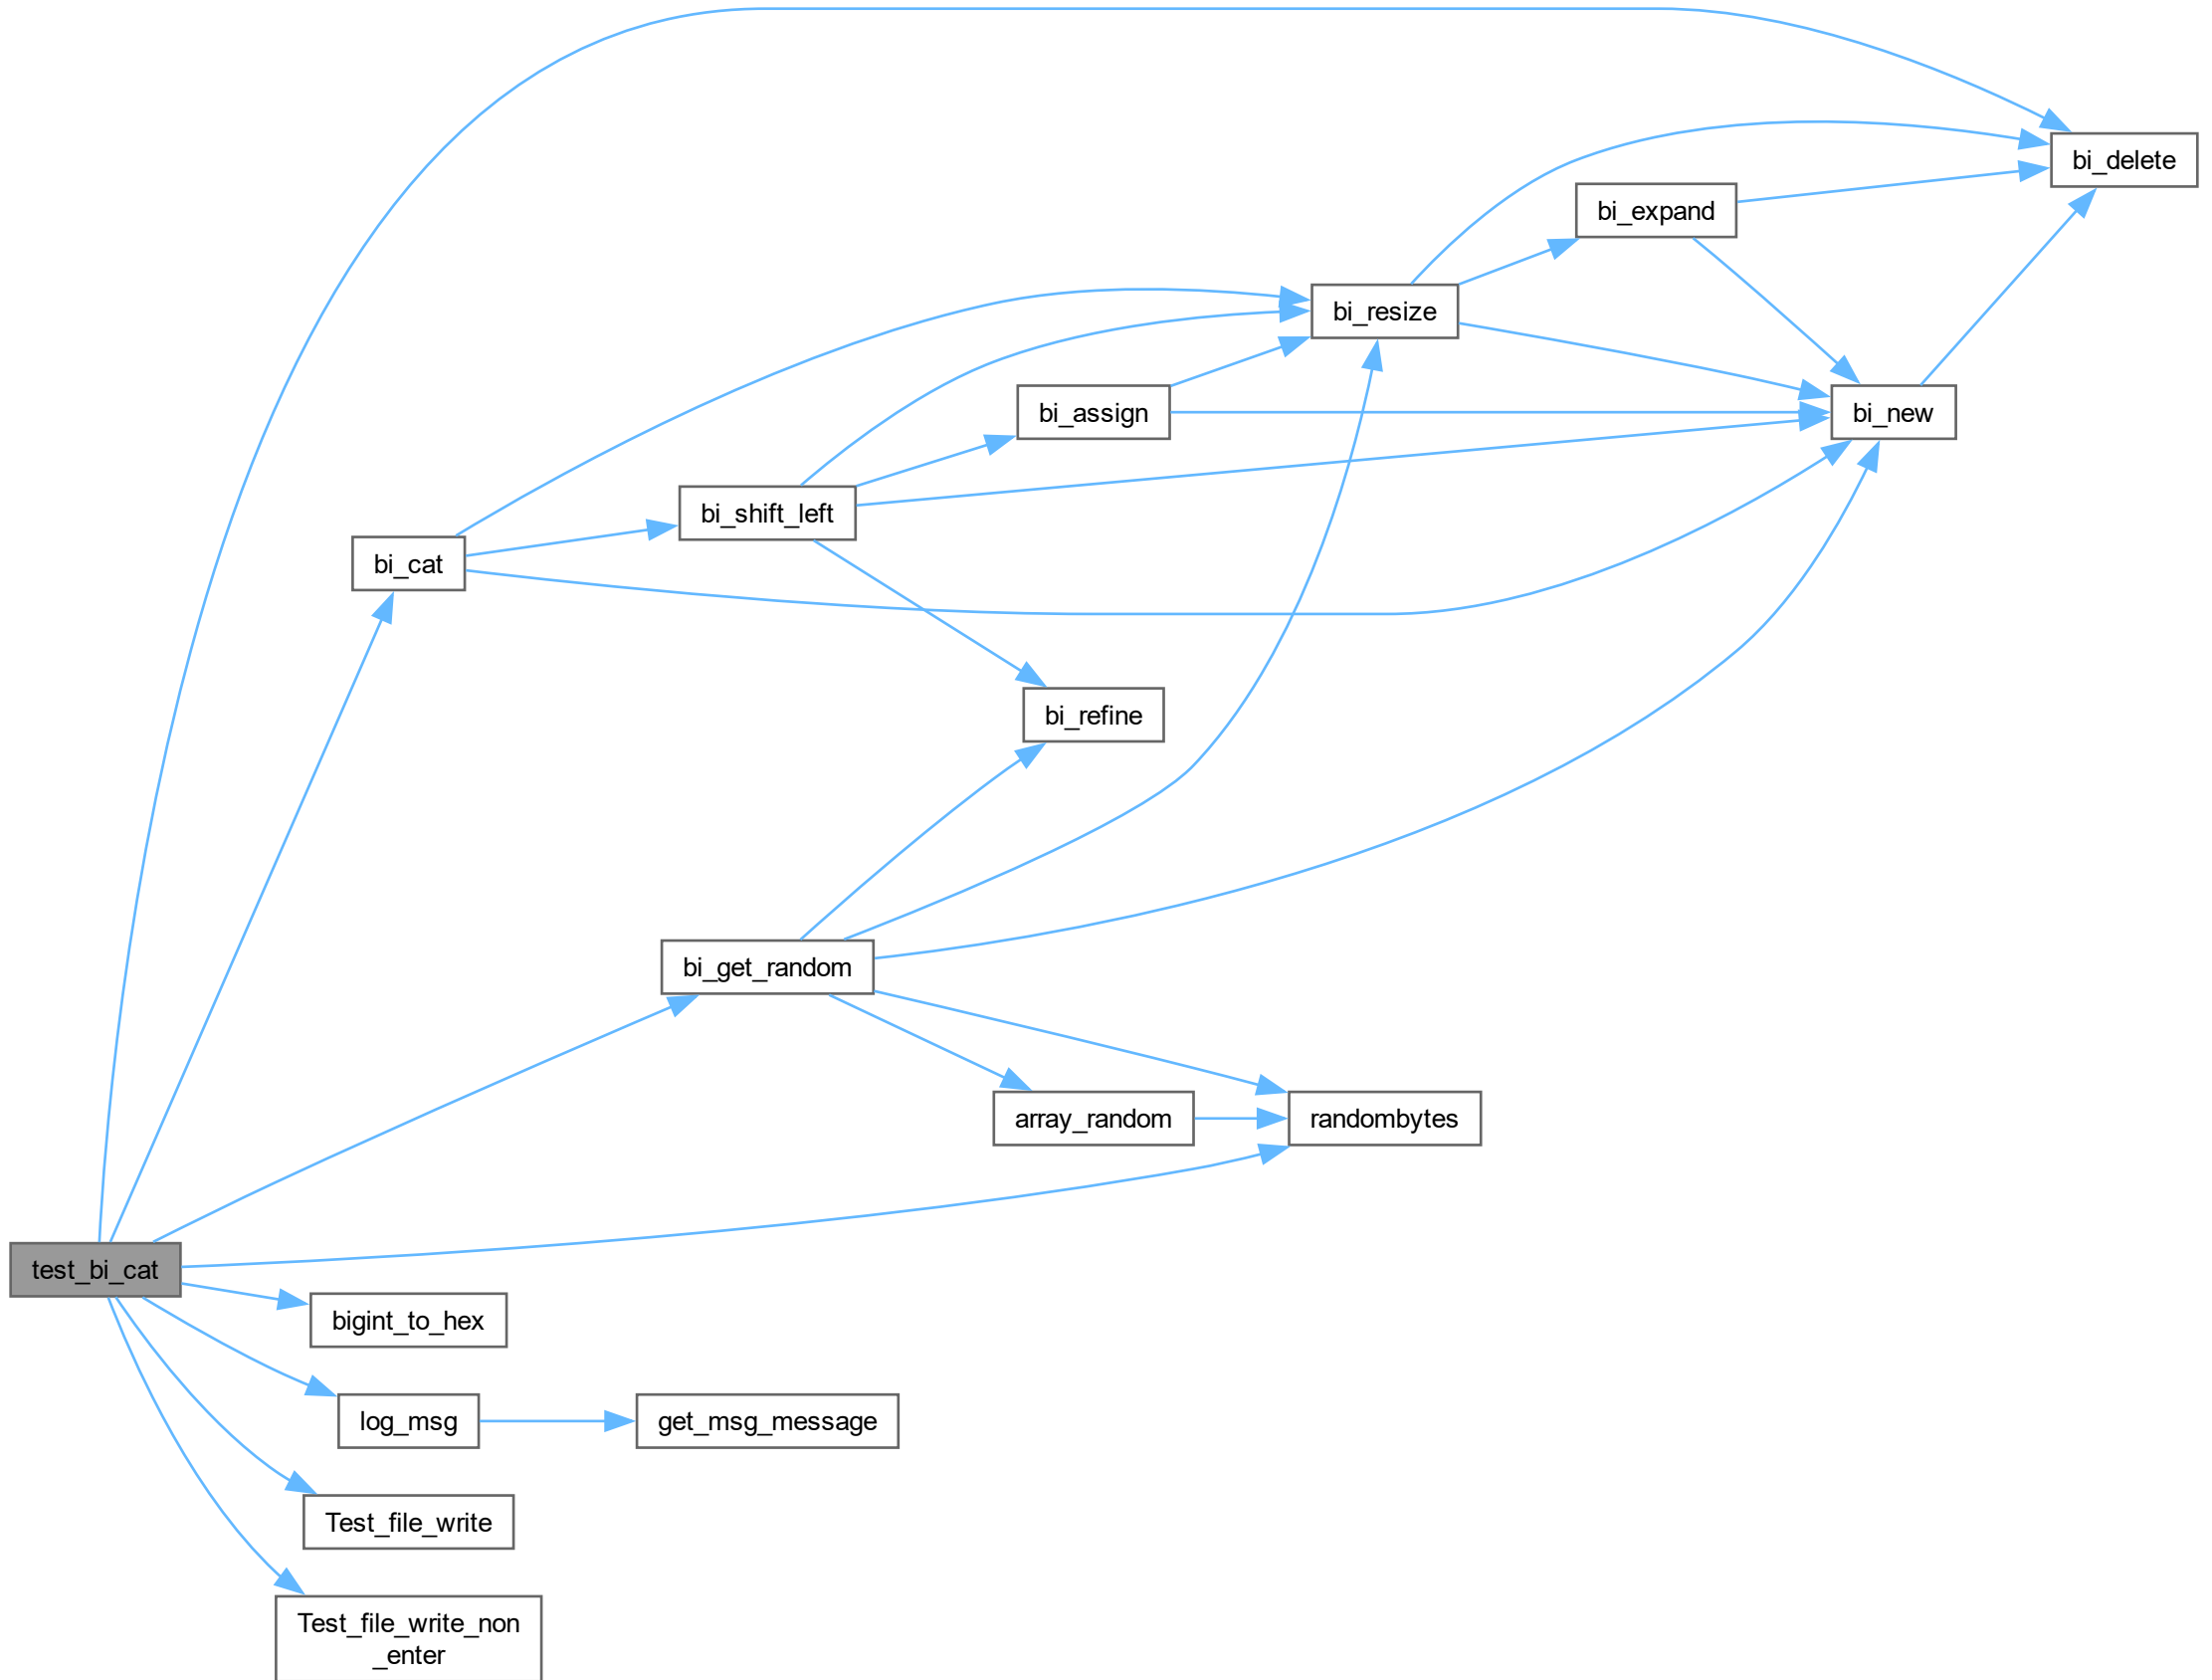 bi_delete
bi_expand
bi_resize
bi_assign
bi_new
bi_shift_left
bi_cat
bi_refine
bi_get_random
array_random
randombytes
test_bi_cat
bigint_to_hex
log_msg
get_msg_message
Test_file_write
Test_file_write_non
_enter